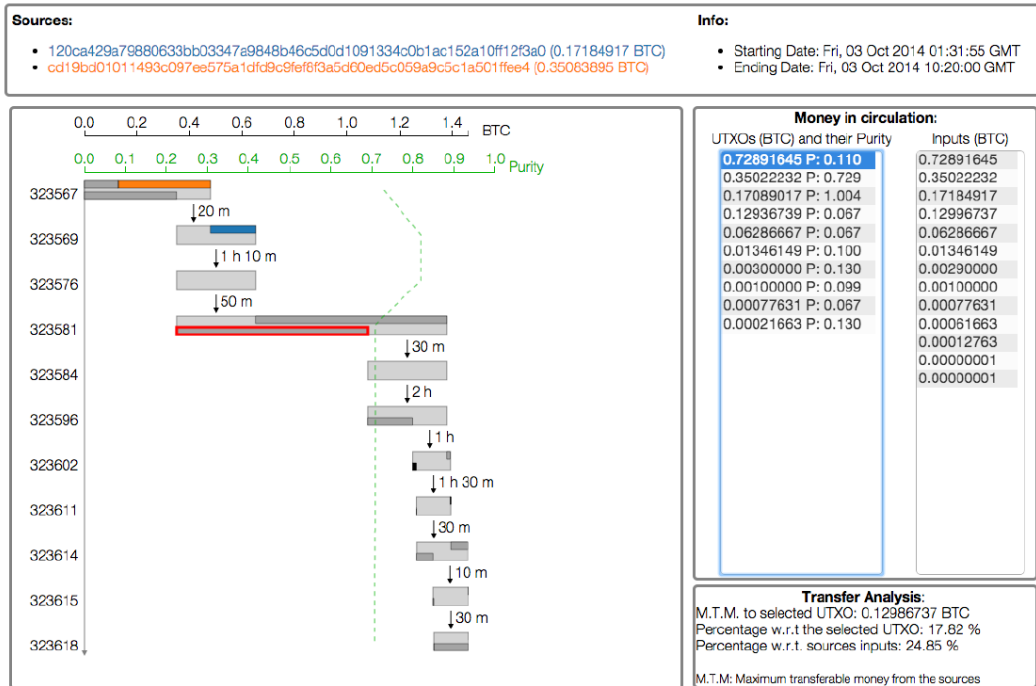 Sources:
Info:
120ca429a79880633bb03347a9848b46c5d0d1091334c0b1ac152a10ff12f3a0 (0.17184917 BTC)
cd19bd01011493c097ee575a1dfd9c9fef8f3a5d60ed5c059a9c5c1a501ffee4 (0.35083895 BTC)
Starting Date: Fri, 03 Oct 2014 01:31:55 GMT
Ending Date: Fri, 03 Oct 2014 10:20:00 GMT
0.0 0.2 0.4 0.6 0.8 1.0 1.2 1.4 BTC
0.0 0.1 0.2 0.3 0.4 0.5 0.6 0.7 0.8 0.9 1.0 Purity
323567
20 m
323569
1 h 10 m
323576
50 m
323581
30 m
323584
2 h
323596
1 h
323602
1 h 30 m
323611
30 m
323614
10 m
323615
30 m
323618
Money in circulation:
UTXOs (BTC) and their Purity
0.72891645 P: 0.110
0.35022232 P: 0.729
0.17089017 P: 1.004
0.12936739 P: 0.067
0.06286667 P: 0.067
0.01346149 P: 0.100
0.00300000 P: 0.130
0.00100000 P: 0.099
0.00077631 P: 0.067
0.00021663 P: 0.130
Inputs (BTC)
0.72891645
0.35022232
0.17184917
0.12996737
0.06286667
0.01346149
0.00290000
0.00100000
0.00077631
0.00061663
0.00012763
0.00000001
0.00000001
Transfer Analysis:
M.T.M. to selected UTXO: 0.12986737 BTC
Percentage w.r.t the selected UTXO: 17.82 %
Percentage w.r.t. sources inputs: 24.85 %
M.T.M: Maximum transferable money from the sources